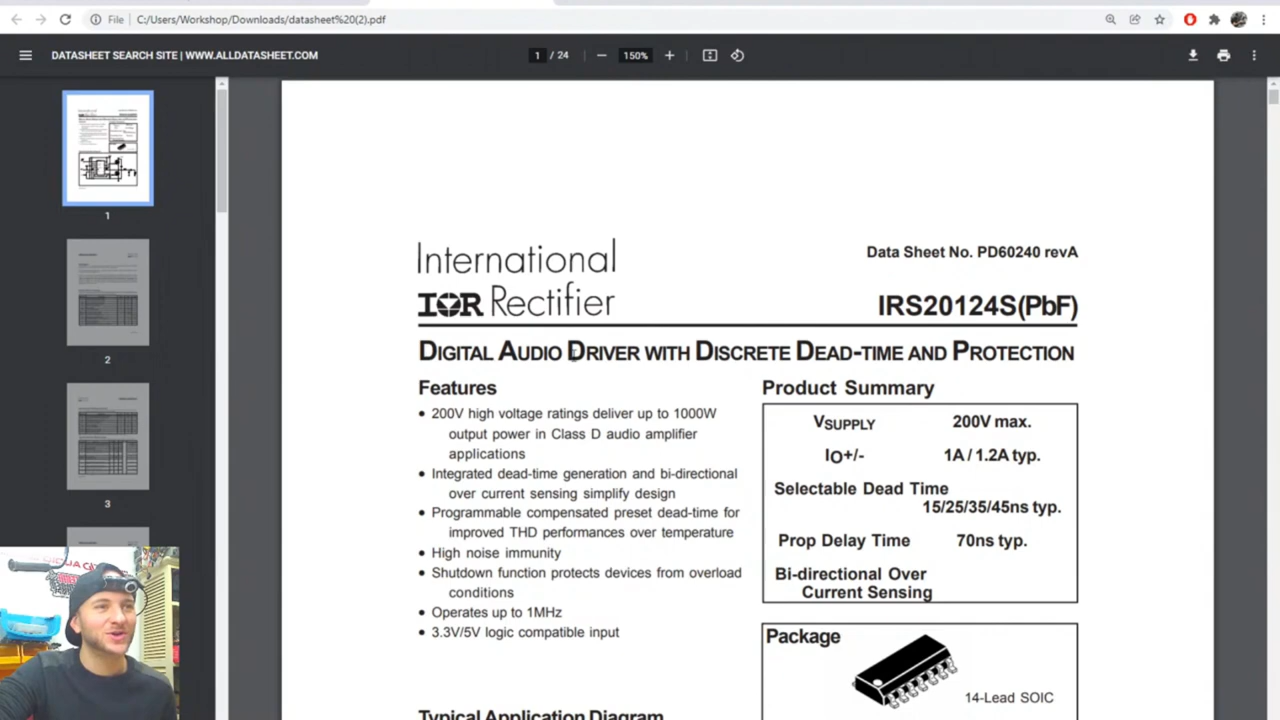 File
C:/Users/Workshop/Downloads/datasheet%20(2).pdf
DATASHEET SEARCH SITE | WWW.ALLDATASHEET.COM
1 / 24
150%
1
2
3
International
IOR Rectifier
Data Sheet No. PD60240 revA
IRS20124S(PbF)
DIGITAL AUDIO DRIVER WITH DISCRETE DEAD-TIME AND PROTECTION
Features
• 200V high voltage ratings deliver up to 1000W
output power in Class D audio amplifier
applications
• Integrated dead-time generation and bi-directional
over current sensing simplify design
• Programmable compensated preset dead-time for
improved THD performances over temperature
• High noise immunity
• Shutdown function protects devices from overload
conditions
• Operates up to 1MHz
• 3.3V/5V logic compatible input
Product Summary
VSUPPLY 200V max.
IO+/- 1A / 1.2A typ.
Selectable Dead Time
15/25/35/45ns typ.
Prop Delay Time 70ns typ.
Bi-directional Over
Current Sensing
Package
14-Lead SOIC
Typical Application Diagram